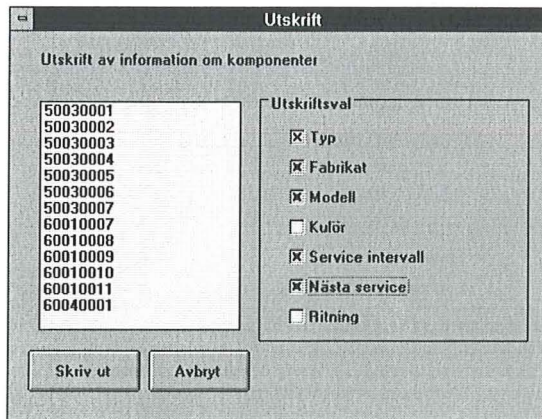 Utskrift
Utskrift av information om komponenter
50030001
50030002
50030003
50030004
50030005
50030006
50030007
60010007
60010008
60010009
60010010
60010011
60040001
Utskriftsval
Typ
Fabrikat
Modell
Kulör
Service intervall
Nästa service
Ritning
Skriv ut
Avbryt